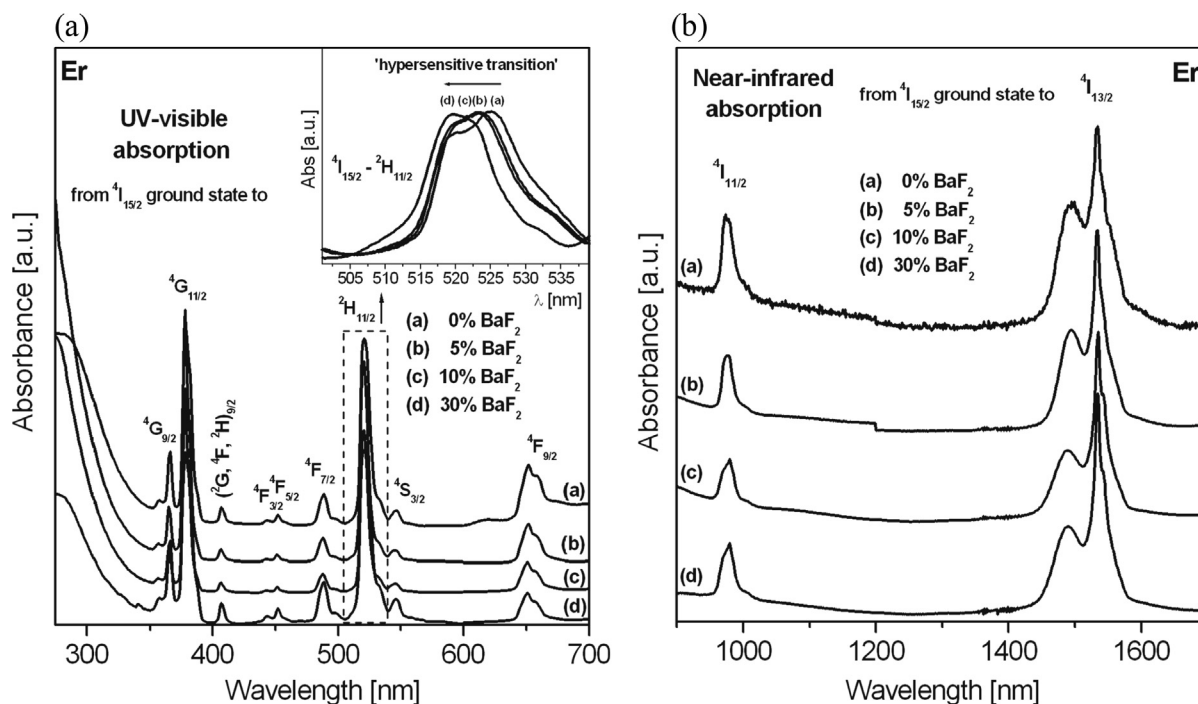 (a)
Er
UV-visible
absorption
from ⁴I₁₅/₂ ground state to
'hypersensitive transition'
(d) (c) (b) (a)
⁴I₁₅/₂ - ²H₁₁/₂
Abs [a.u.]
505 510 515 520 525 530 535
λ [nm]
⁴G₁₁/₂
²H₁₁/₂
(a) 0% BaF₂
(b) 5% BaF₂
(c) 10% BaF₂
(d) 30% BaF₂
⁴G₉/₂
(²G, ⁴F, ²H)₉/₂
⁴F₃/₂
⁴F₅/₂
⁴F₇/₂
⁴S₃/₂
⁴F₉/₂
(a)
(b)
(c)
(d)
Absorbance [a.u.]
300 400 500 600 700
Wavelength [nm]
(b)
Near-infrared
absorption
from ⁴I₁₅/₂ ground state to
⁴I₁₃/₂
Er
⁴I₁₁/₂
(a) 0% BaF₂
(b) 5% BaF₂
(c) 10% BaF₂
(d) 30% BaF₂
(a)
(b)
(c)
(d)
Absorbance [a.u.]
1000 1200 1400 1600
Wavelength [nm]